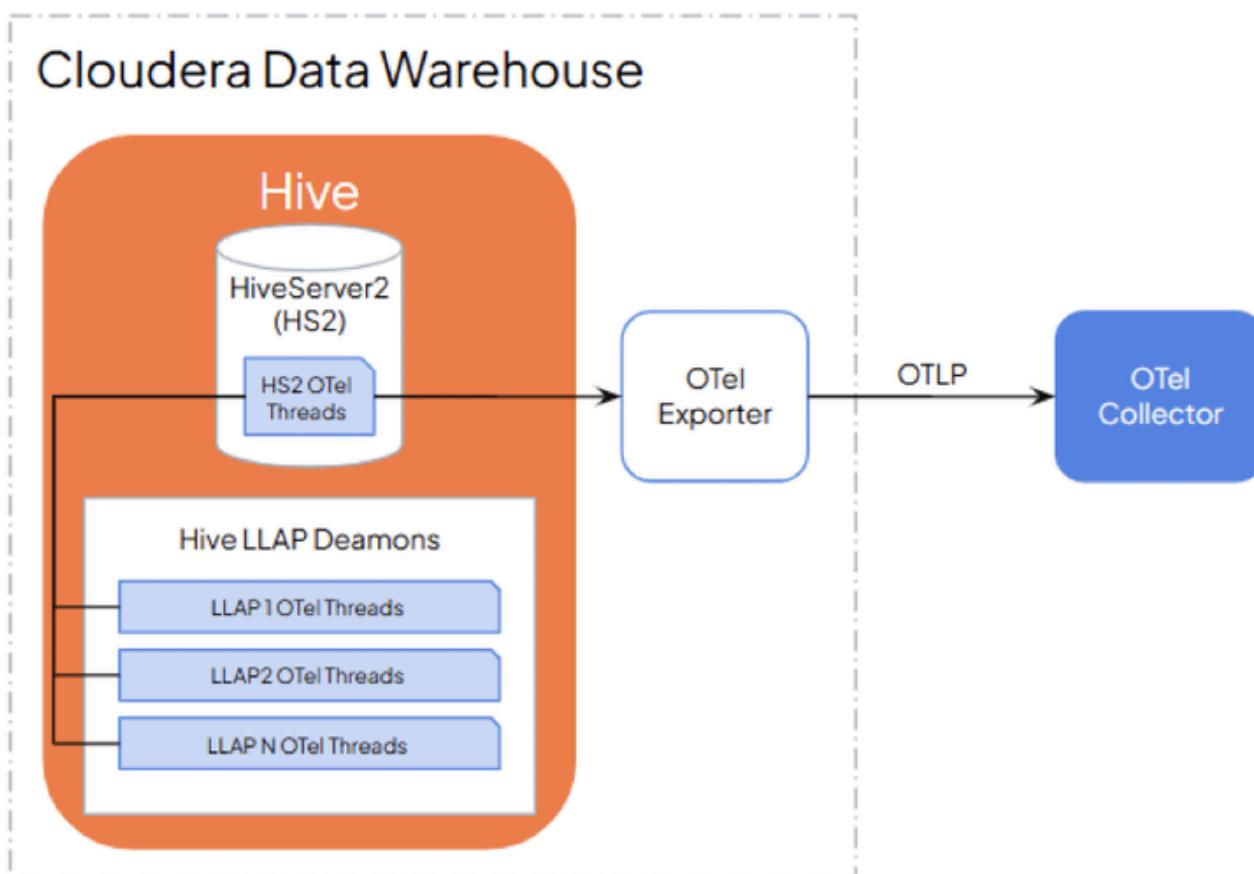 Cloudera Data Warehouse
Hive
HiveServer2
(HS2)
HS2 OTel
Threads
OTel
Exporter
OTLP
OTel
Collector
Hive LLAP Deamons
LLAP 1 OTel Threads
LLAP2 OTel Threads
LLAP N OTel Threads